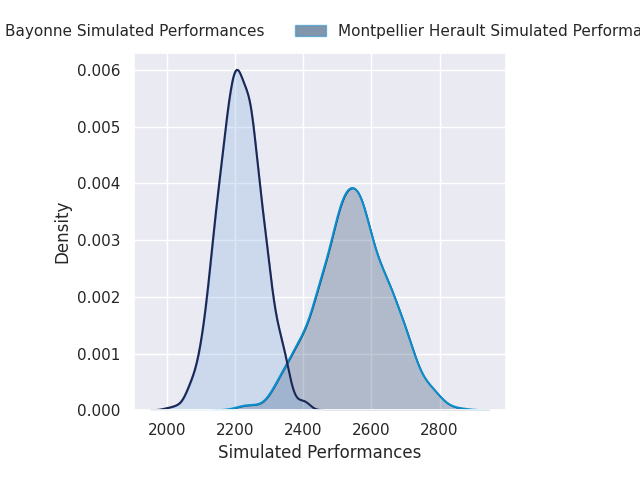 Bayonne Simulated Performances
Montpellier Herault Simulated Performa
0.006
0.005
0.004
0.003
0.002
0.001
0.000
Density
2000 2200 2400 2600 2800
Simulated Performances